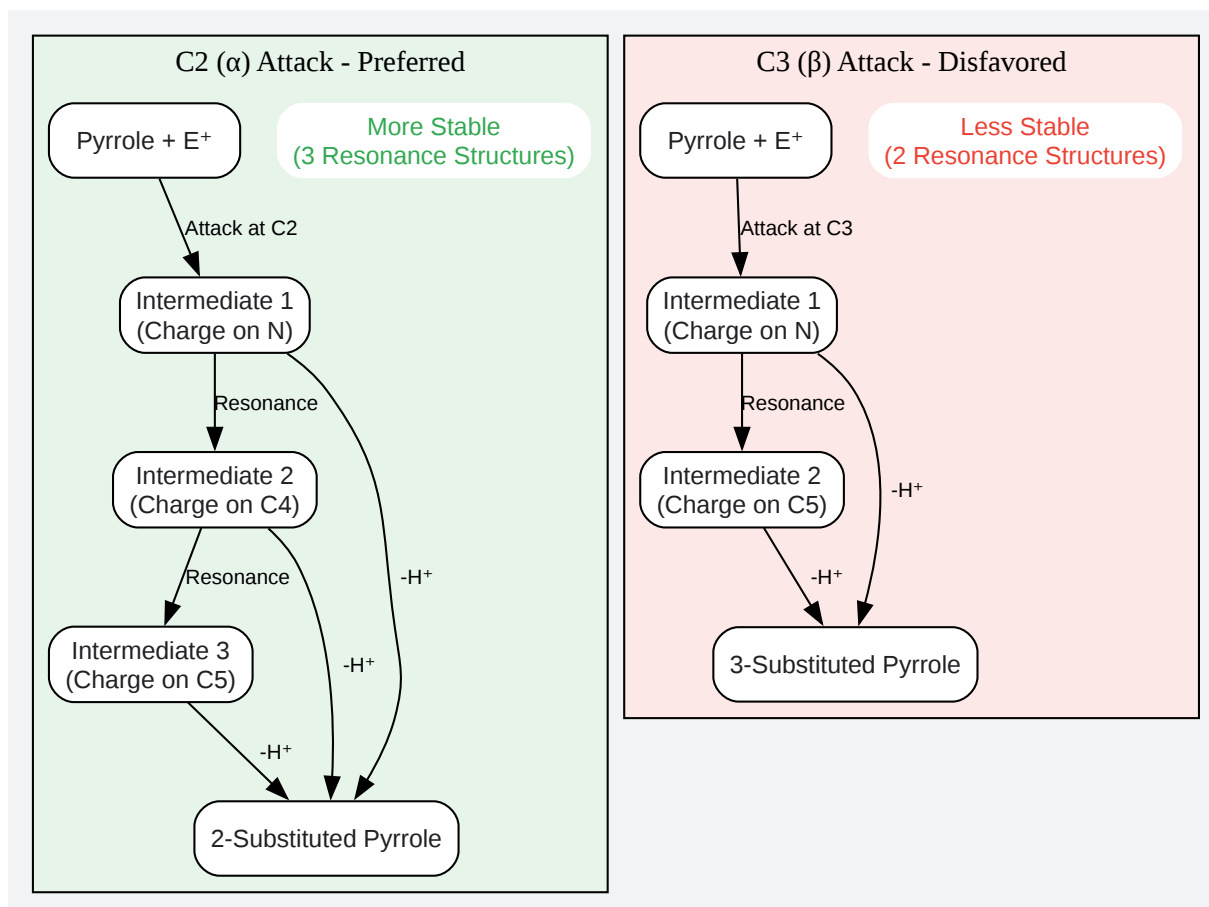 C2 (α) Attack - Preferred
Pyrrole + E⁺
More Stable
(3 Resonance Structures)
Attack at C2
Intermediate 1
(Charge on N)
Resonance
Intermediate 2
(Charge on C4)
Resonance
-H⁺
Intermediate 3
(Charge on C5)
-H⁺
-H⁺
2-Substituted Pyrrole
C3 (β) Attack - Disfavored
Pyrrole + E⁺
Less Stable
(2 Resonance Structures)
Attack at C3
Intermediate 1
(Charge on N)
Resonance
Intermediate 2
(Charge on C5)
-H⁺
-H⁺
3-Substituted Pyrrole